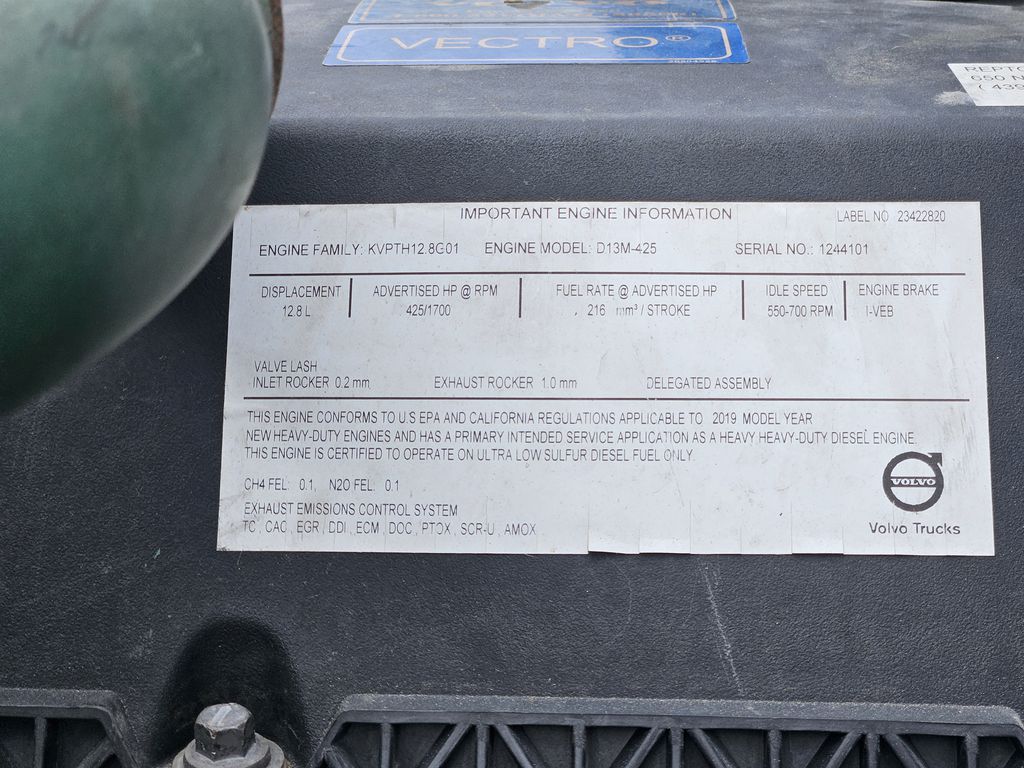 VECTRO®
REPTO
650 N
( 439
IMPORTANT ENGINE INFORMATION LABEL NO 23422820
ENGINE FAMILY: KVPTH12.8G01 ENGINE MODEL: D13M-425 SERIAL NO.: 1244101
DISPLACEMENT ADVERTISED HP @ RPM FUEL RATE @ ADVERTISED HP IDLE SPEED ENGINE BRAKE
12.8 L 425/1700 216 mm³ / STROKE 550-700 RPM I-VEB
VALVE LASH
INLET ROCKER 0.2 mm EXHAUST ROCKER 1.0 mm DELEGATED ASSEMBLY
THIS ENGINE CONFORMS TO U.S EPA AND CALIFORNIA REGULATIONS APPLICABLE TO 2019 MODEL YEAR
NEW HEAVY-DUTY ENGINES AND HAS A PRIMARY INTENDED SERVICE APPLICATION AS A HEAVY HEAVY-DUTY DIESEL ENGINE.
THIS ENGINE IS CERTIFIED TO OPERATE ON ULTRA LOW SULFUR DIESEL FUEL ONLY.
CH4 FEL: 0.1, N2O FEL: 0.1
EXHAUST EMISSIONS CONTROL SYSTEM
TC , CAC , EGR , DDI , ECM , DOC , PTOX , SCR-U , AMOX
VOLVO
Volvo Trucks